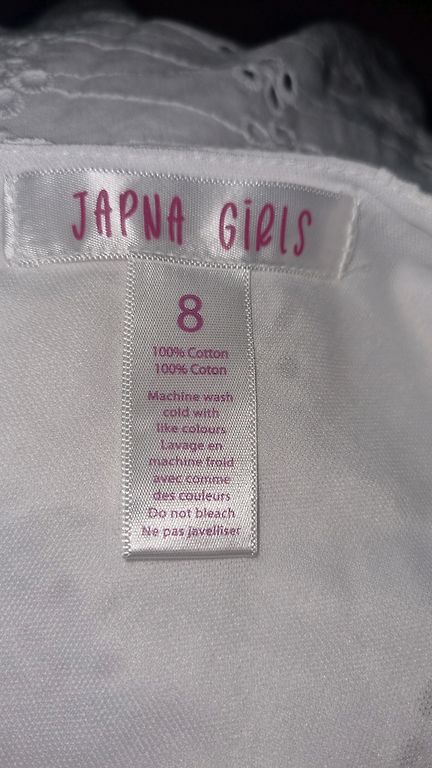 JAPNA GiRLS
8
100% Cotton
100% Coton
Machine wash
cold with
like colours
Lavage en
machine froid
avec comme
des couleurs
Do not bleach
Ne pas javelliser